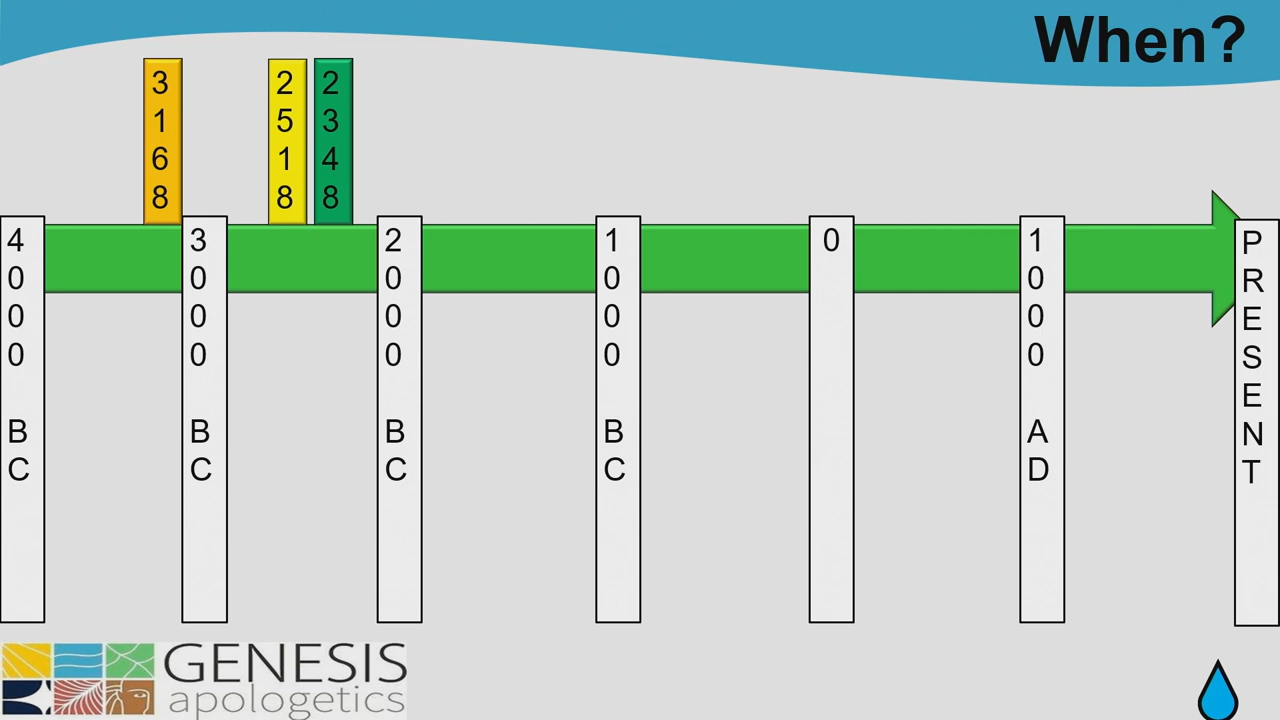 When?
3168
2518
2348
4000 BC
3000 BC
2000 BC
1000 BC
0
1000 AD
PRESENT
GENESIS
apologetics